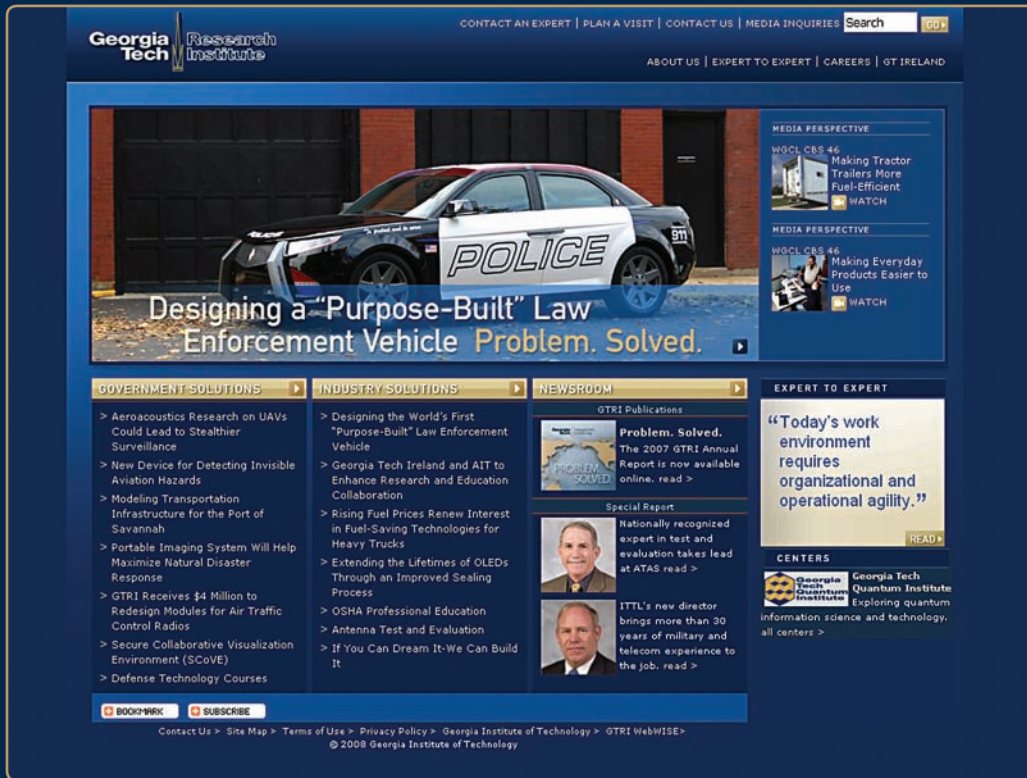 Georgia Tech Research Institute
CONTACT AN EXPERT | PLAN A VISIT | CONTACT US | MEDIA INQUIRIES Search GO
ABOUT US | EXPERT TO EXPERT | CAREERS | GT IRELAND
POLICE
911
Designing a "Purpose-Built" Law
Enforcement Vehicle Problem. Solved.
MEDIA PERSPECTIVE
WGCL CBS 46
Making Tractor
Trailers More
Fuel-Efficient
WATCH
MEDIA PERSPECTIVE
WGCL CBS 46
Making Everyday
Products Easier to
Use
WATCH
GOVERNMENT SOLUTIONS
> Aeroacoustics Research on UAVs
Could Lead to Stealthier
Surveillance
> New Device for Detecting Invisible
Aviation Hazards
> Modeling Transportation
Infrastructure for the Port of
Savannah
> Portable Imaging System Will Help
Maximize Natural Disaster
Response
> GTRI Receives $4 Million to
Redesign Modules for Air Traffic
Control Radios
> Secure Collaborative Visualization
Environment (SCoVE)
> Defense Technology Courses
INDUSTRY SOLUTIONS
> Designing the World's First
"Purpose-Built" Law Enforcement
Vehicle
> Georgia Tech Ireland and AIT to
Enhance Research and Education
Collaboration
> Rising Fuel Prices Renew Interest
in Fuel-Saving Technologies for
Heavy Trucks
> Extending the Lifetimes of OLEDs
Through an Improved Sealing
Process
> OSHA Professional Education
> Antenna Test and Evaluation
> If You Can Dream It-We Can Build
It
NEWSROOM
GTRI Publications
PROBLEM.
SOLVED.
Problem. Solved.
The 2007 GTRI Annual
Report is now available
online. read >
Special Report
Nationally recognized
expert in test and
evaluation takes lead
at ATAS read >
ITTL's new director
brings more than 30
years of military and
telecom experience to
the job. read >
EXPERT TO EXPERT
“Today's work
environment
requires
organizational and
operational agility.”
READ
CENTERS
Georgia
Tech
Quantum
Institute
Georgia Tech
Quantum Institute
Exploring quantum
information science and technology.
all centers >
BOOKMARK SUBSCRIBE
Contact Us > Site Map > Terms of Use > Privacy Policy > Georgia Institute of Technology > GTRI WebWISE>
© 2008 Georgia Institute of Technology